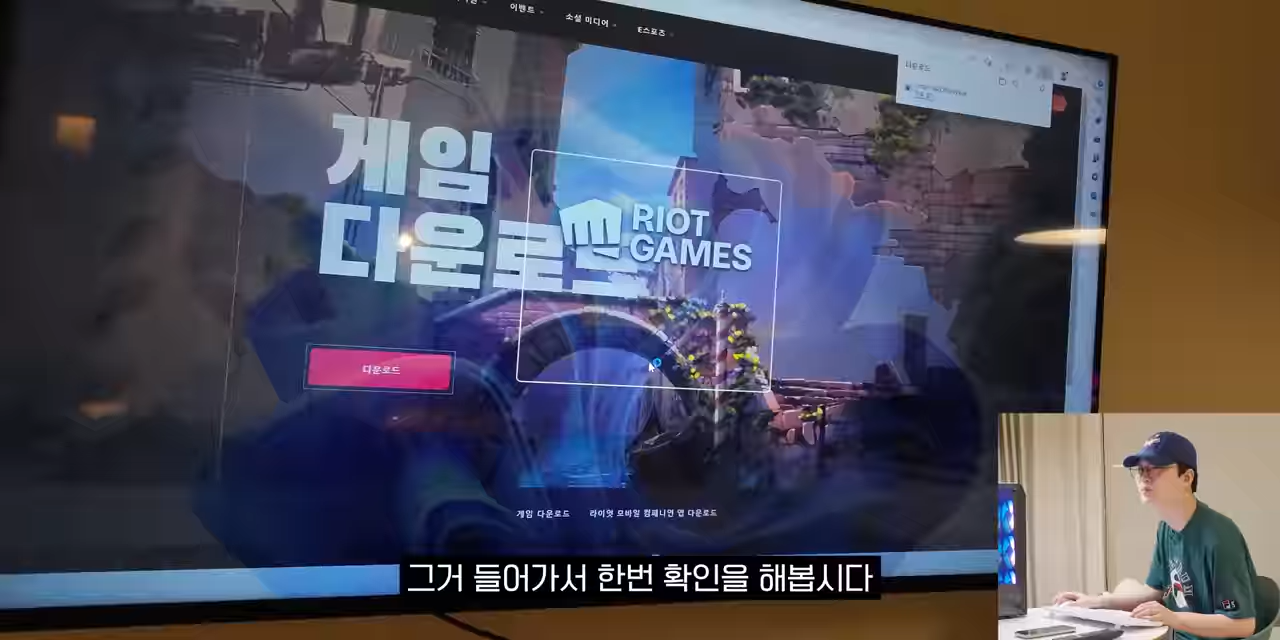 이벤트
소셜 미디어
E스포츠
다운로드
게임
다운로드
RIOT
GAMES
다운로드
게임 다운로드
라이엇 모바일 컴패니언 앱 다운로드
그거 들어가서 한번 확인을 해봅시다